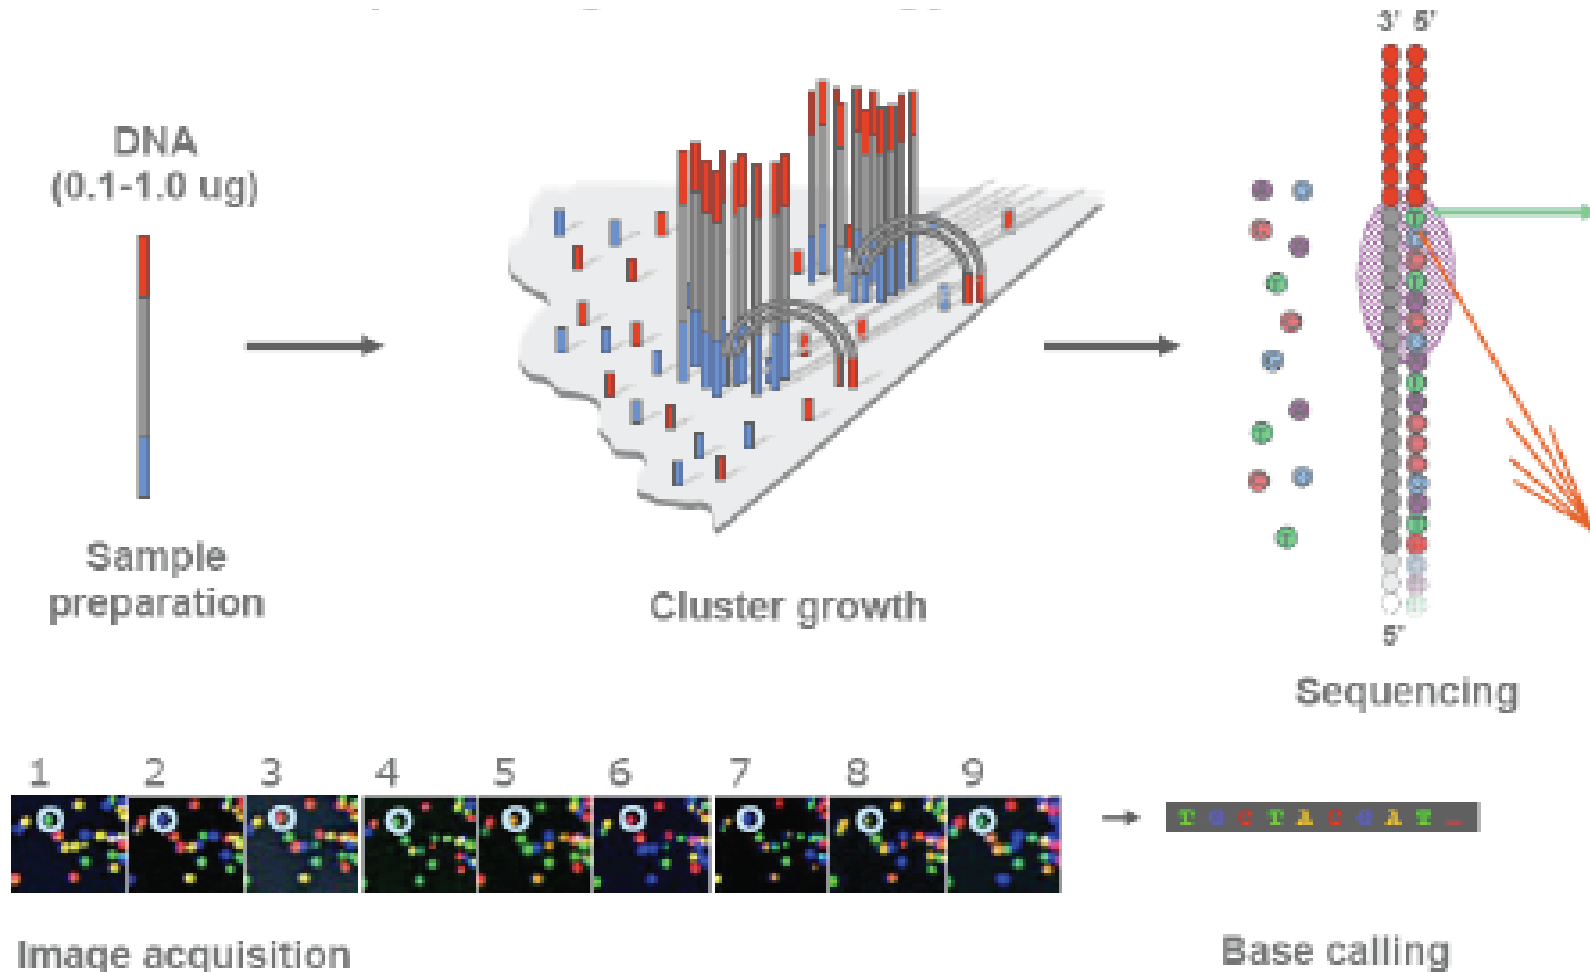 DNA
(0.1-1.0 ug)
Sample
preparation
Cluster growth
3' 5'
T
T
5'
Sequencing
1 2 3 4 5 6 7 8 9
T G C T A C G A T ...
Image acquisition
Base calling